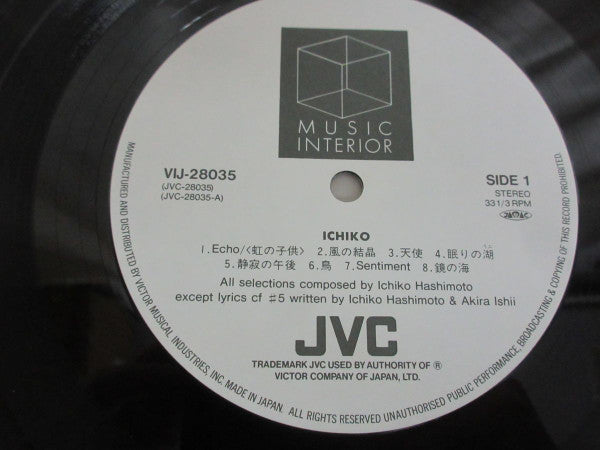 MUSIC
INTERIOR
VIJ-28035
(JVC-28035)
(JVC-28035-A)
SIDE 1
STEREO
33 1/3 RPM
ICHIKO
1.Echo/〈虹の子供〉 2.風の結晶 3.天使 4.眠りの湖
5.静寂の午後 6.鳥 7.Sentiment 8.鏡の海
All selections composed by Ichiko Hashimoto
except lyrics cf #5 written by Ichiko Hashimoto & Akira Ishii
JVC
TRADEMARK JVC USED BY AUTHORITY OF ®
VICTOR COMPANY OF JAPAN, LTD.
MANUFACTURED AND DISTRIBUTED BY VICTOR MUSICAL INDUSTRIES, INC. MADE IN JAPAN. ALL RIGHTS RESERVED UNAUTHORISED PUBLIC PERFORMANCE, BROADCASTING & COPYING OF THIS RECORD PROHIBITED.